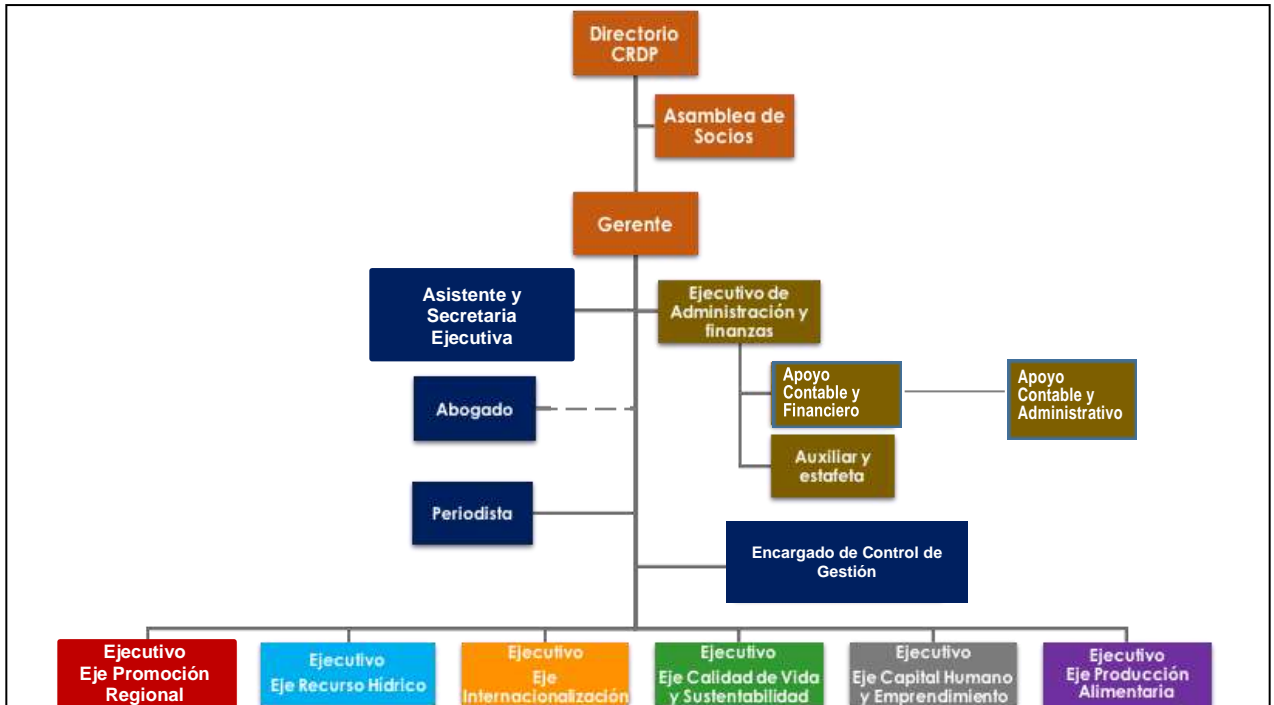 Directorio
CRDP
Asamblea de
Socios
Gerente
Asistente y
Secretaria
Ejecutiva
Ejecutivo de
Administración y
finanzas
Apoyo
Contable y
Financiero
Apoyo
Contable y
Administrativo
Abogado
Auxiliar y
estafeta
Periodista
Encargado de Control de
Gestión
Ejecutivo
Eje Promoción
Regional
Ejecutivo
Eje Recurso Hídrico
Ejecutivo
Eje
Internacionalización
Ejecutivo
Eje Calidad de Vida
y Sustentabilidad
Ejecutivo
Eje Capital Humano
y Emprendimiento
Ejecutivo
Eje Producción
Alimentaria